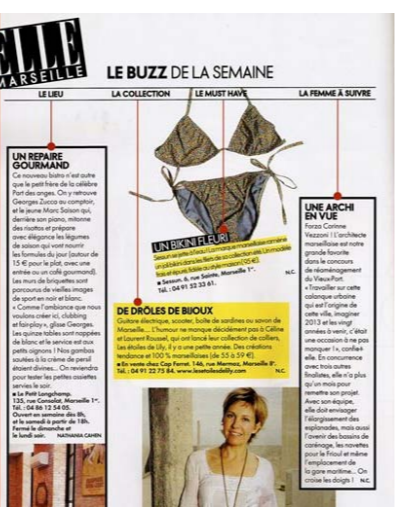 ELLE
MARSEILLE
LE BUZZ DE LA SEMAINE
LE LIEU
LA COLLECTION
LE MUST HAVE
LA FEMME À SUIVRE
UN REPAIRE
GOURMAND
Ce nouveau bistro n'est autre
que le petit frère de la célèbre
Part des anges. On y retrouve
Georges Zucca au comptoir,
et le jeune Marc Saison qui,
derrière son piano, mitonne
des risottos et prépare
avec élégance les légumes
de saison qui vont nourrir
les formules du jour (autour de
15 € pour le plat, avec une
entrée ou un café gourmand).
Les murs de briquettes sont
parcourus de vieilles images
de sport en noir et blanc.
« Comme l'ambiance que nous
voulons créer ici, clubbing
et fairplay», glisse Georges.
Les quinze tables sont nappées
de blanc et le service est aux
petits oignons ! Nos gambas
sautées à la crème de persil
étaient divines... On reviendra
pour tester les petites assiettes
servies le soir.
■ Le Petit Longchamp.
135, rue Consolat, Marseille 1er.
Tél. : 04 86 12 54 05.
Ouvert en semaine dès 8h,
et le samedi à partir de 18h.
Fermé le dimanche et
le lundi soir. NATHANIA CAHEN
UN BIKINI FLEURI
■ Sessun, 6, rue Sainte, Marseille 1er.
Tél. : 04 91 52 33 61.
N.C.
DE DRÔLES DE BIJOUX
Guitare électrique, scooter, boîte de sardines ou savon de
Marseille... L'humour ne manque décidément pas à Céline
et Laurent Roussel, qui ont lancé leur collection de colliers,
Les étoiles de Lily, il y a une petite année. Des créations
tendance et 100 % marseillaises (de 55 à 59 €).
■ En vente chez Cap Ferrat, 146, rue Mermoz, Marseille 8e.
Tél. : 04 91 22 75 84. www.lesetoilesdelily.com N.C.
UNE ARCHI
EN VUE
Forza Corinne
Vezzoni ! L'architecte
marseillaise est notre
grande favorite
dans le concours
de réaménagement
du Vieux-Port.
« Travailler sur cette
calanque urbaine
qui est l'origine de
cette ville, imaginer
2013 et les vingt
années à venir, c'était
une occasion à ne pas
manquer !», confiait
elle. En concurrence
avec trois autres
finalistes, elle n'a plus
qu'un mois pour
remettre son projet.
Avec son équipe,
elle doit envisager
l'élargissement des
esplanades, mais aussi
l'avenir des bassins de
carénage, les navettes
pour le Frioul et même
l'emplacement de
la gare maritime... On
croise les doigts ! N.C.